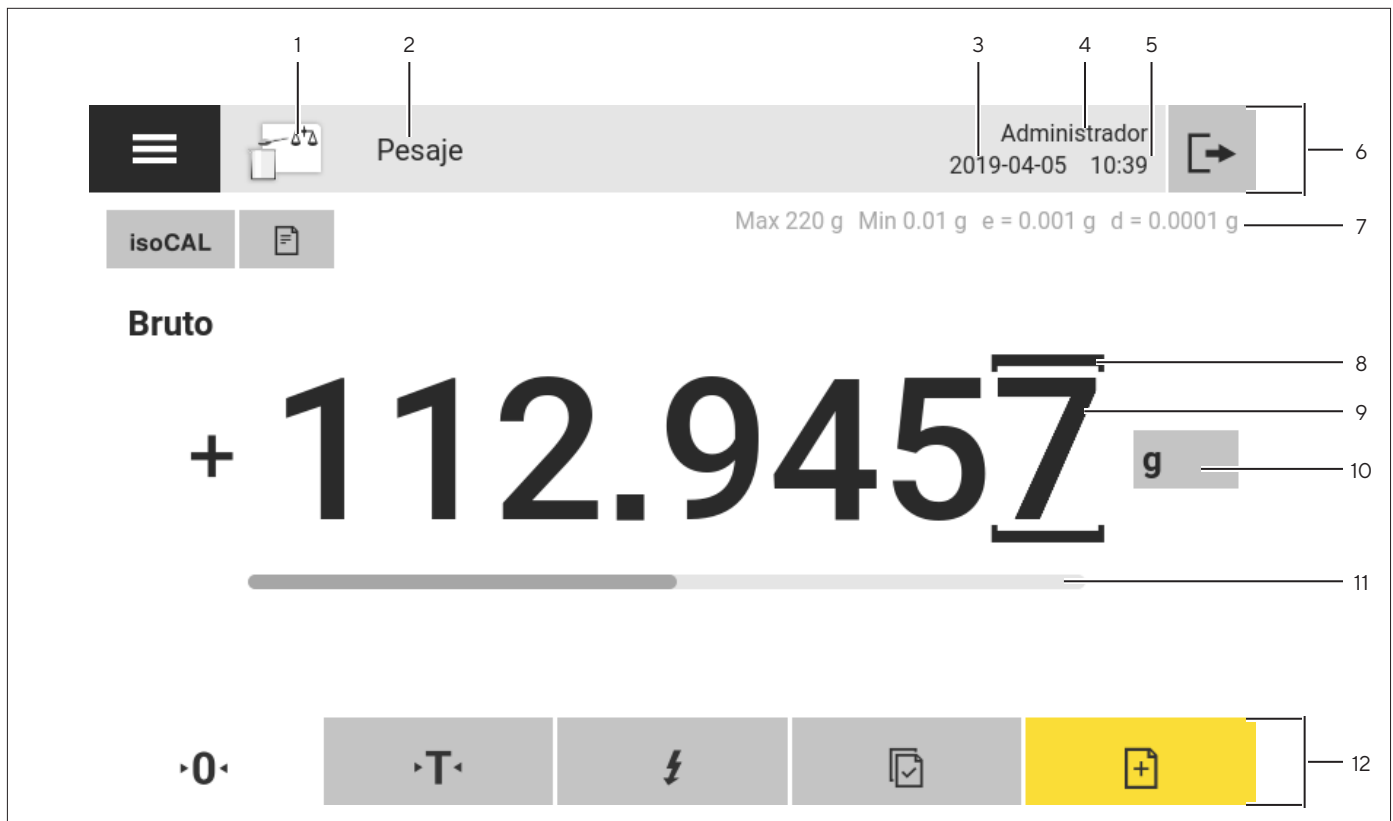 1 2 3 4 5
Pesaje
Administrador
2019-04-05 10:39
6
Max 220 g Min 0.01 g e = 0.001 g d = 0.0001 g
7
isoCAL
Bruto
8
+ 112.9457 g
9
10
11
0 T
12